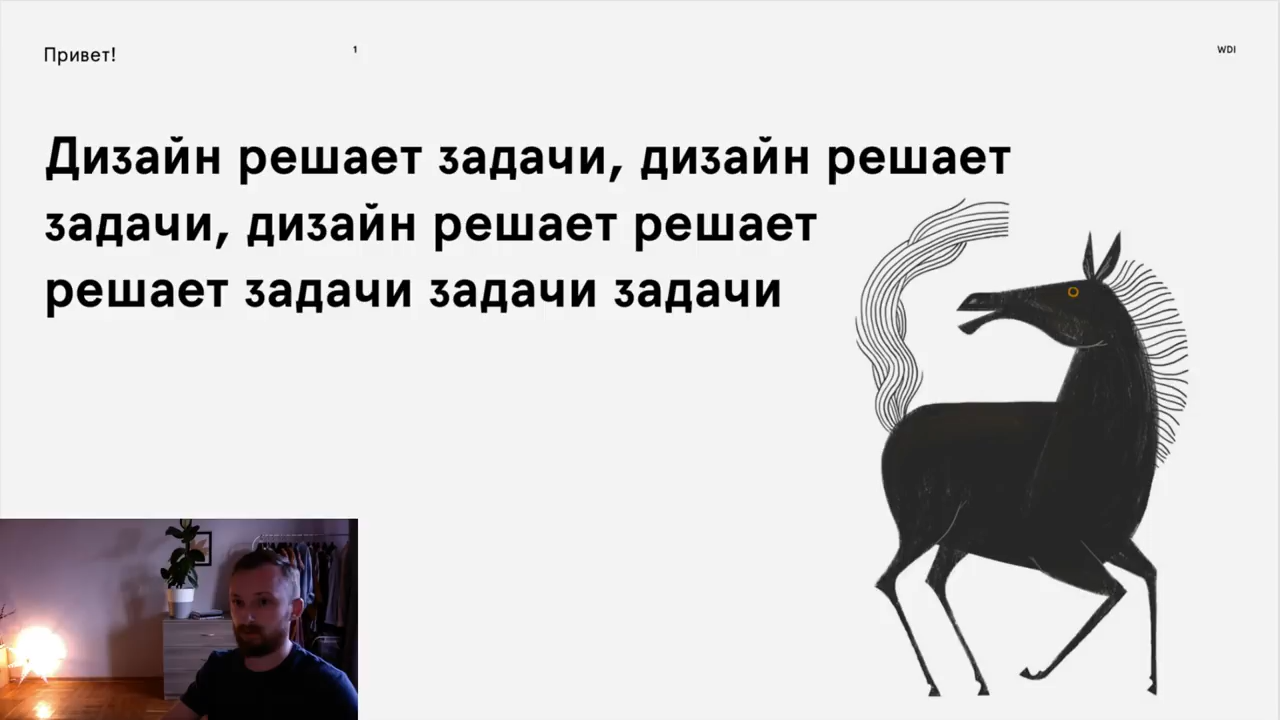 Привет!
1
WDI
Дизайн решает задачи, дизайн решает
задачи, дизайн решает решает
решает задачи задачи задачи